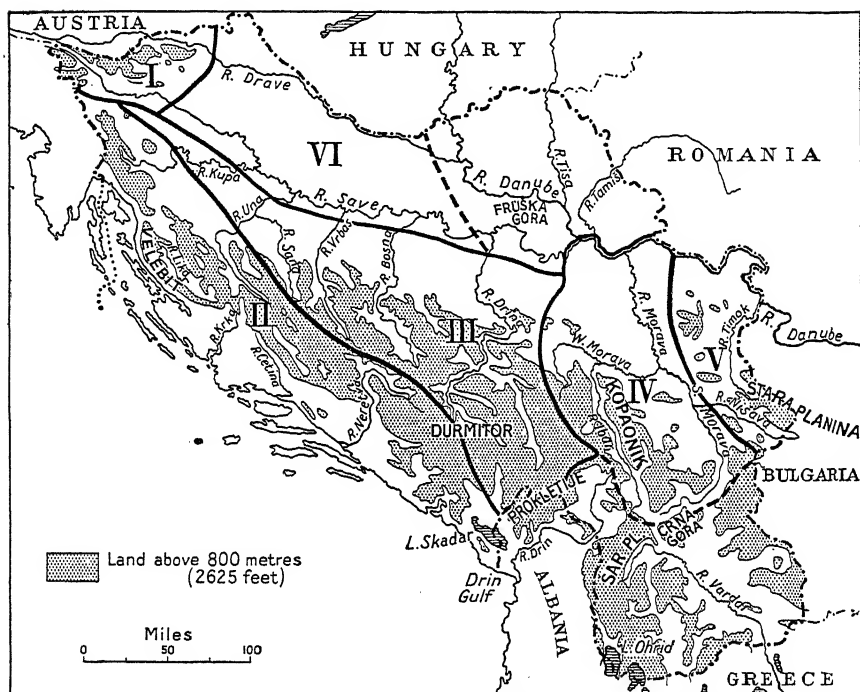 AUSTRIA
HUNGARY
I
R. Drave
ROMANIA
VI
R. Tisa
R. Danube
R. Tamiš
FRUŠKA
GORA
R. Kupa
R. Save
R. Una
R. Sana
R. Vrbas
R. Bosna
R. Drina
VELEBIT
R. Lika
II
III
R. Krka
R. Cetina
R. Neretva
W. Morava
R. Morava
R. Timok
R. Danube
V
IV
KOPAONIK
R. Ibar
R. Nišava
S. Morava
STARA PLANINA
DURMITOR
BULGARIA
PROKLETIJE
CRNA
GORA
L. Skadar
R. Drin
ŠAR PL.
Drin
Gulf
ALBANIA
R. Vardar
L. Ohrid
GREECE
Land above 800 metres
(2625 feet)
Miles
0 50 100